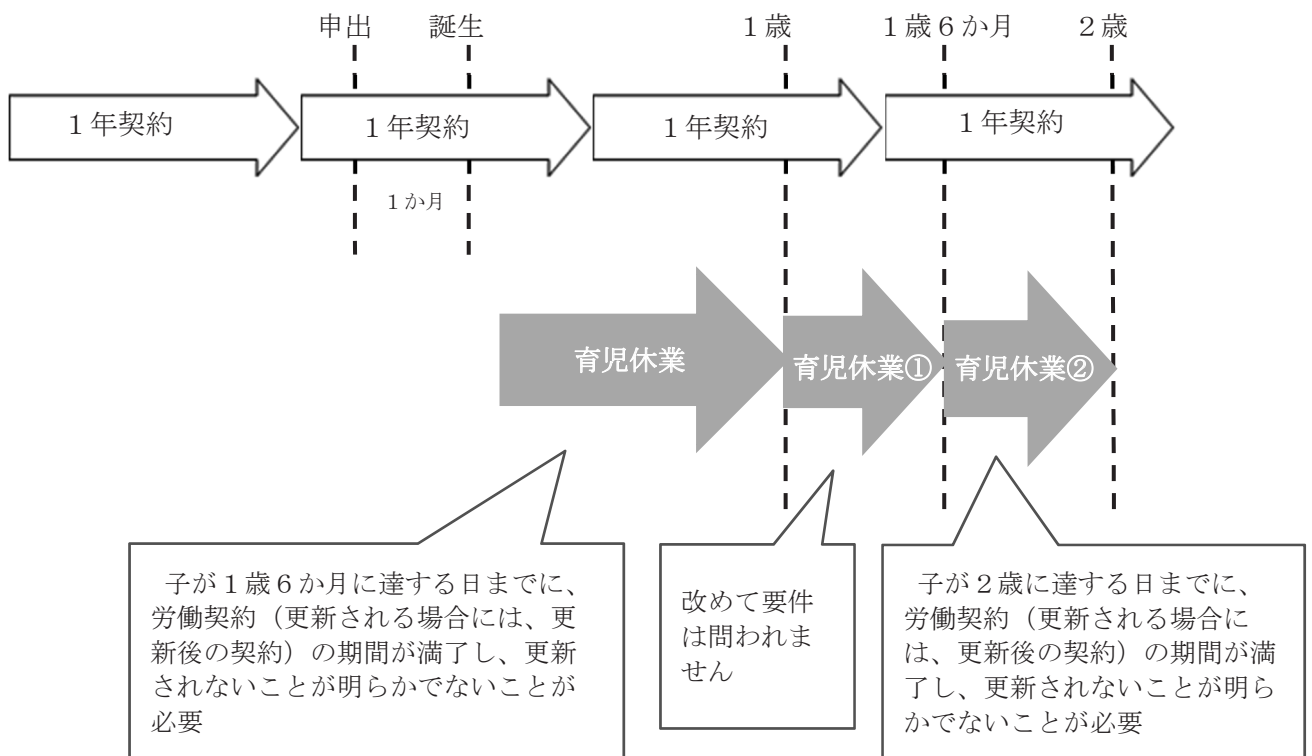 申出 誕生 1歳 1歳6か月 2歳
1年契約 1年契約 1年契約 1年契約
1か月
育児休業 育児休業① 育児休業②
子が1歳6か月に達する日までに、
労働契約（更新される場合には、更
新後の契約）の期間が満了し、更新
されないことが明らかでないことが
必要
改めて要件
は問われま
せん
子が2歳に達する日までに、
労働契約（更新される場合に
は、更新後の契約）の期間が満
了し、更新されないことが明ら
かでないことが必要